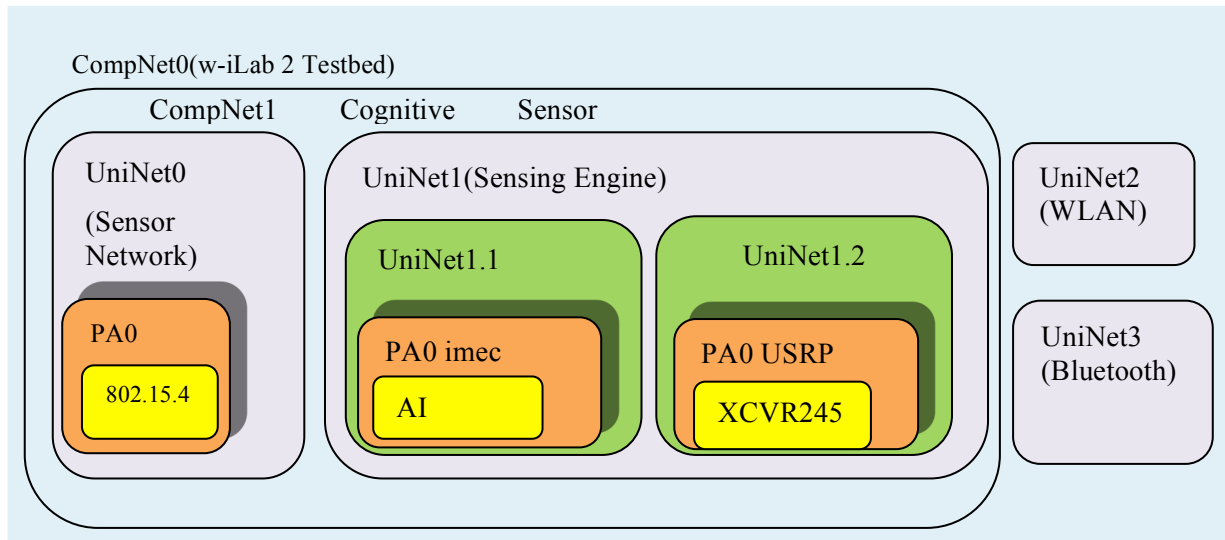 CompNet0(w-iLab 2 Testbed)
CompNet1 Cognitive Sensor
UniNet0
(Sensor
Network)
PA0
802.15.4
UniNet1(Sensing Engine)
UniNet1.1
PA0 imec
AI
UniNet1.2
PA0 USRP
XCVR245
UniNet2
(WLAN)
UniNet3
(Bluetooth)